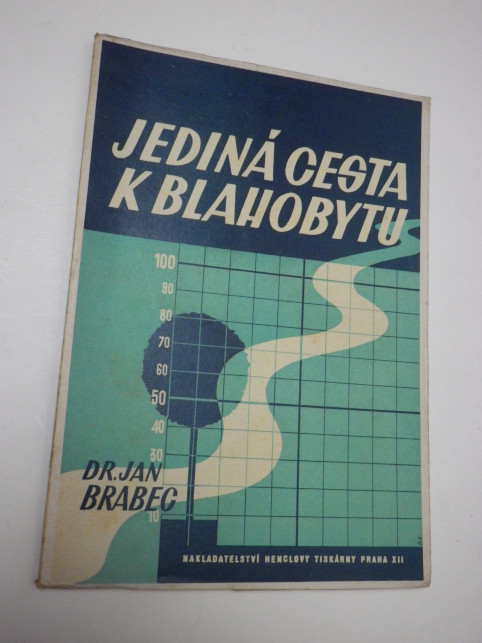 JEDINÁ CESTA
K BLAHOBYTU
100
80
80
70
60
50
40
30
DR. JAN
BRABEC
10
NAKLADATELSTVÍ HENCLOVY TISKÁRNY PRAHA XII